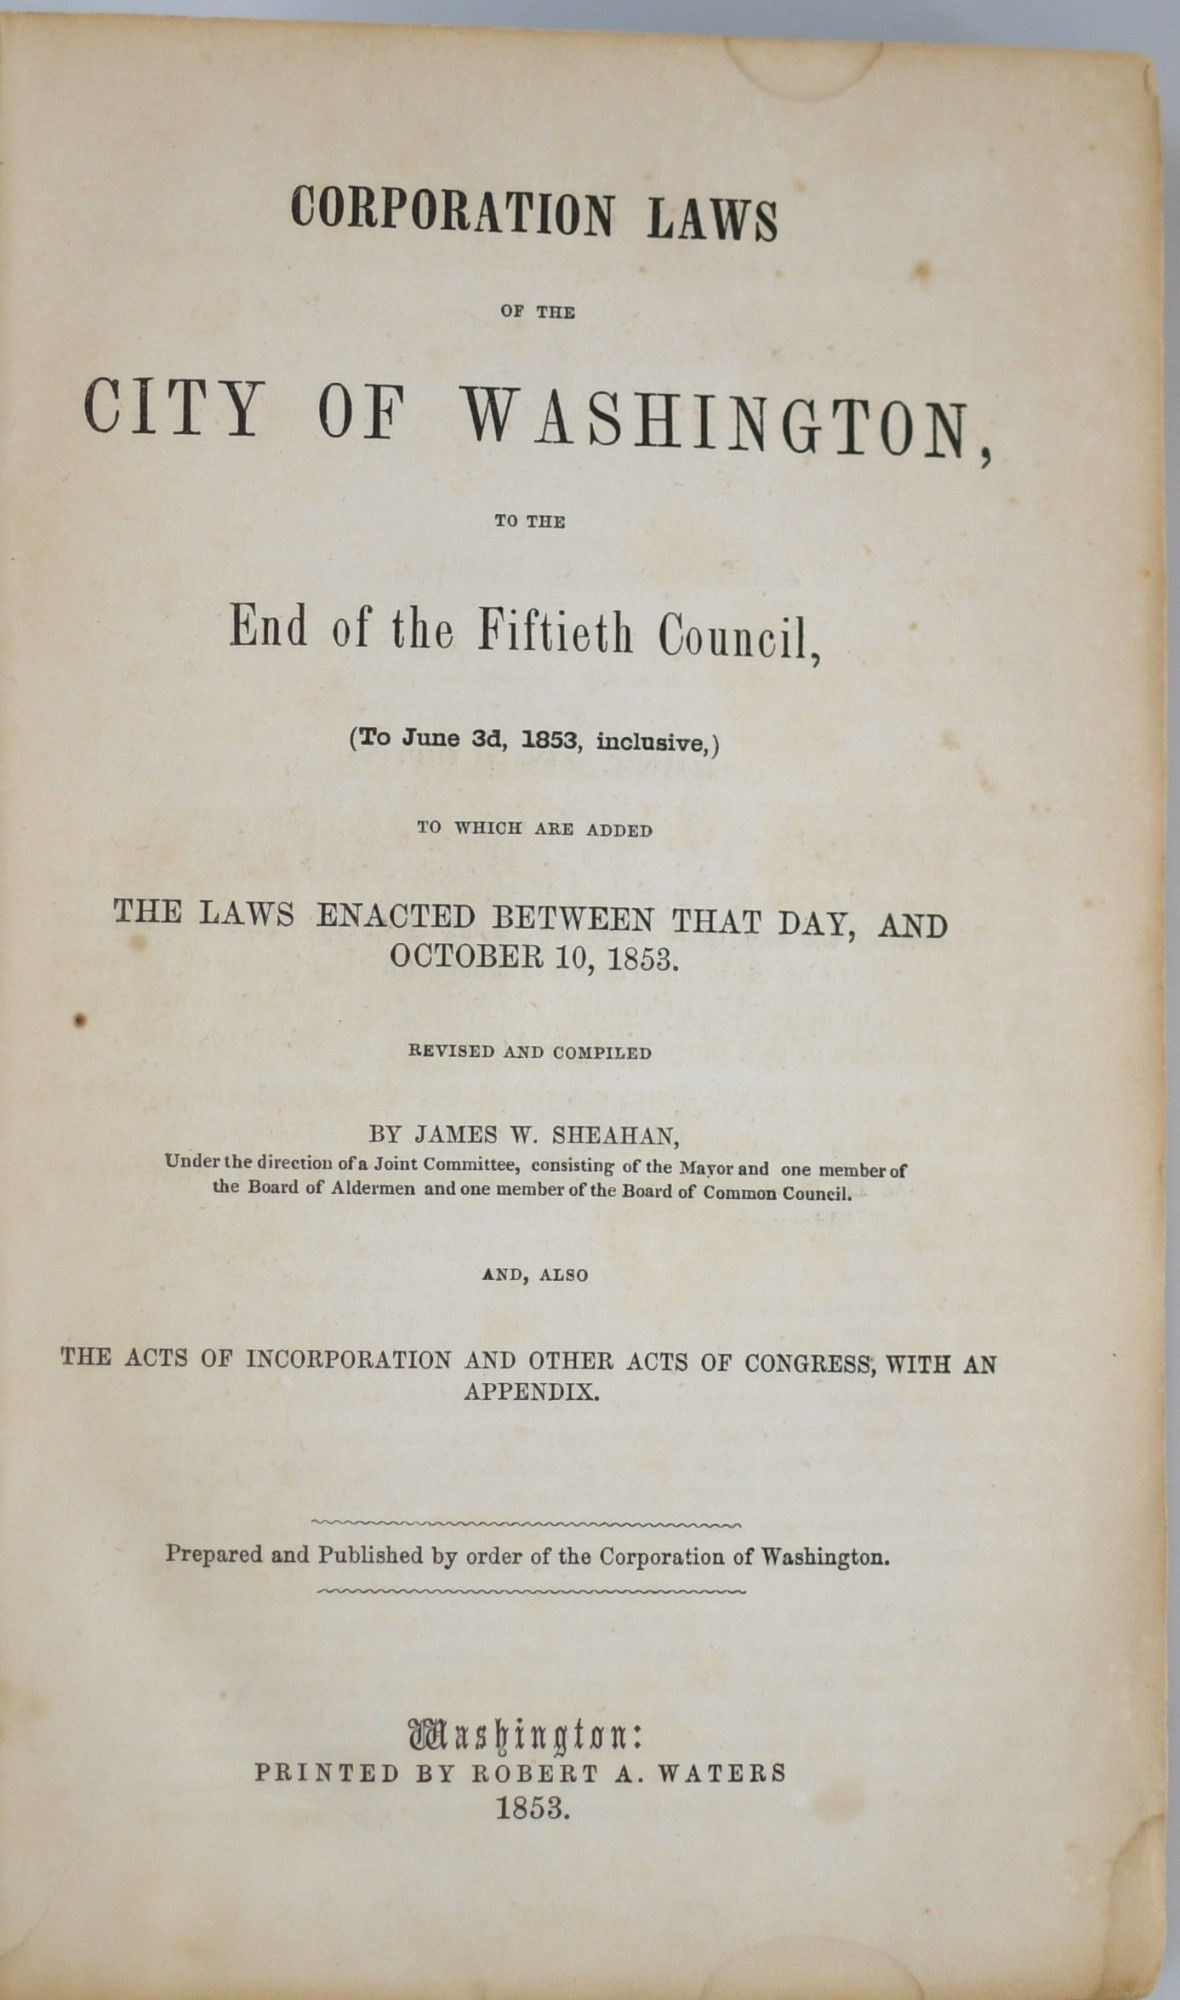 CORPORATION LAWS
OF THE
CITY OF WASHINGTON,
TO THE
End of the Fiftieth Council,
(To June 3d, 1853, inclusive,)
TO WHICH ARE ADDED
THE LAWS ENACTED BETWEEN THAT DAY, AND
OCTOBER 10, 1853.
REVISED AND COMPILED
BY JAMES W. SHEAHAN,
Under the direction of a Joint Committee, consisting of the Mayor and one member of
the Board of Aldermen and one member of the Board of Common Council.
AND, ALSO
THE ACTS OF INCORPORATION AND OTHER ACTS OF CONGRESS, WITH AN
APPENDIX.
Prepared and Published by order of the Corporation of Washington.
Washington:
PRINTED BY ROBERT A. WATERS
1853.